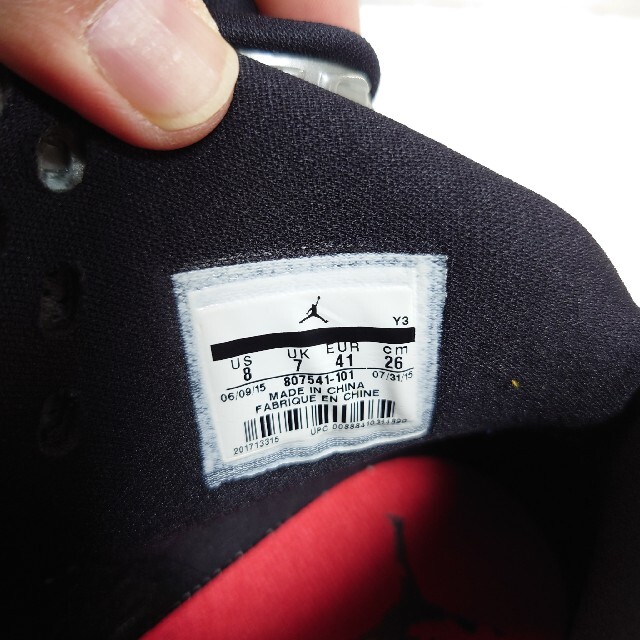 Y3
US UK EUR cm
8 7 41 26
06/09/15 807541-101 07/31/15
MADE IN CHINA
FABRIQUE EN CHINE
201713315 UPC